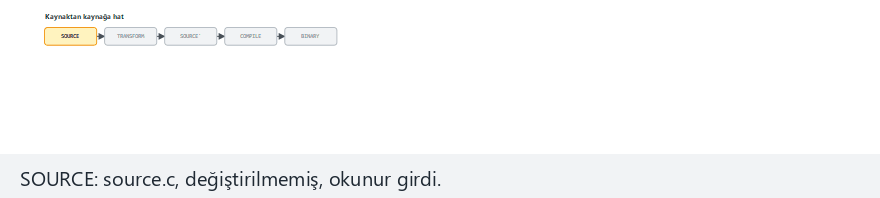 Kaynaktan kaynağa hat
SOURCE TRANSFORM SOURCE' COMPILE BINARY
SOURCE: source.c, değiştirilmemiş, okunur girdi.